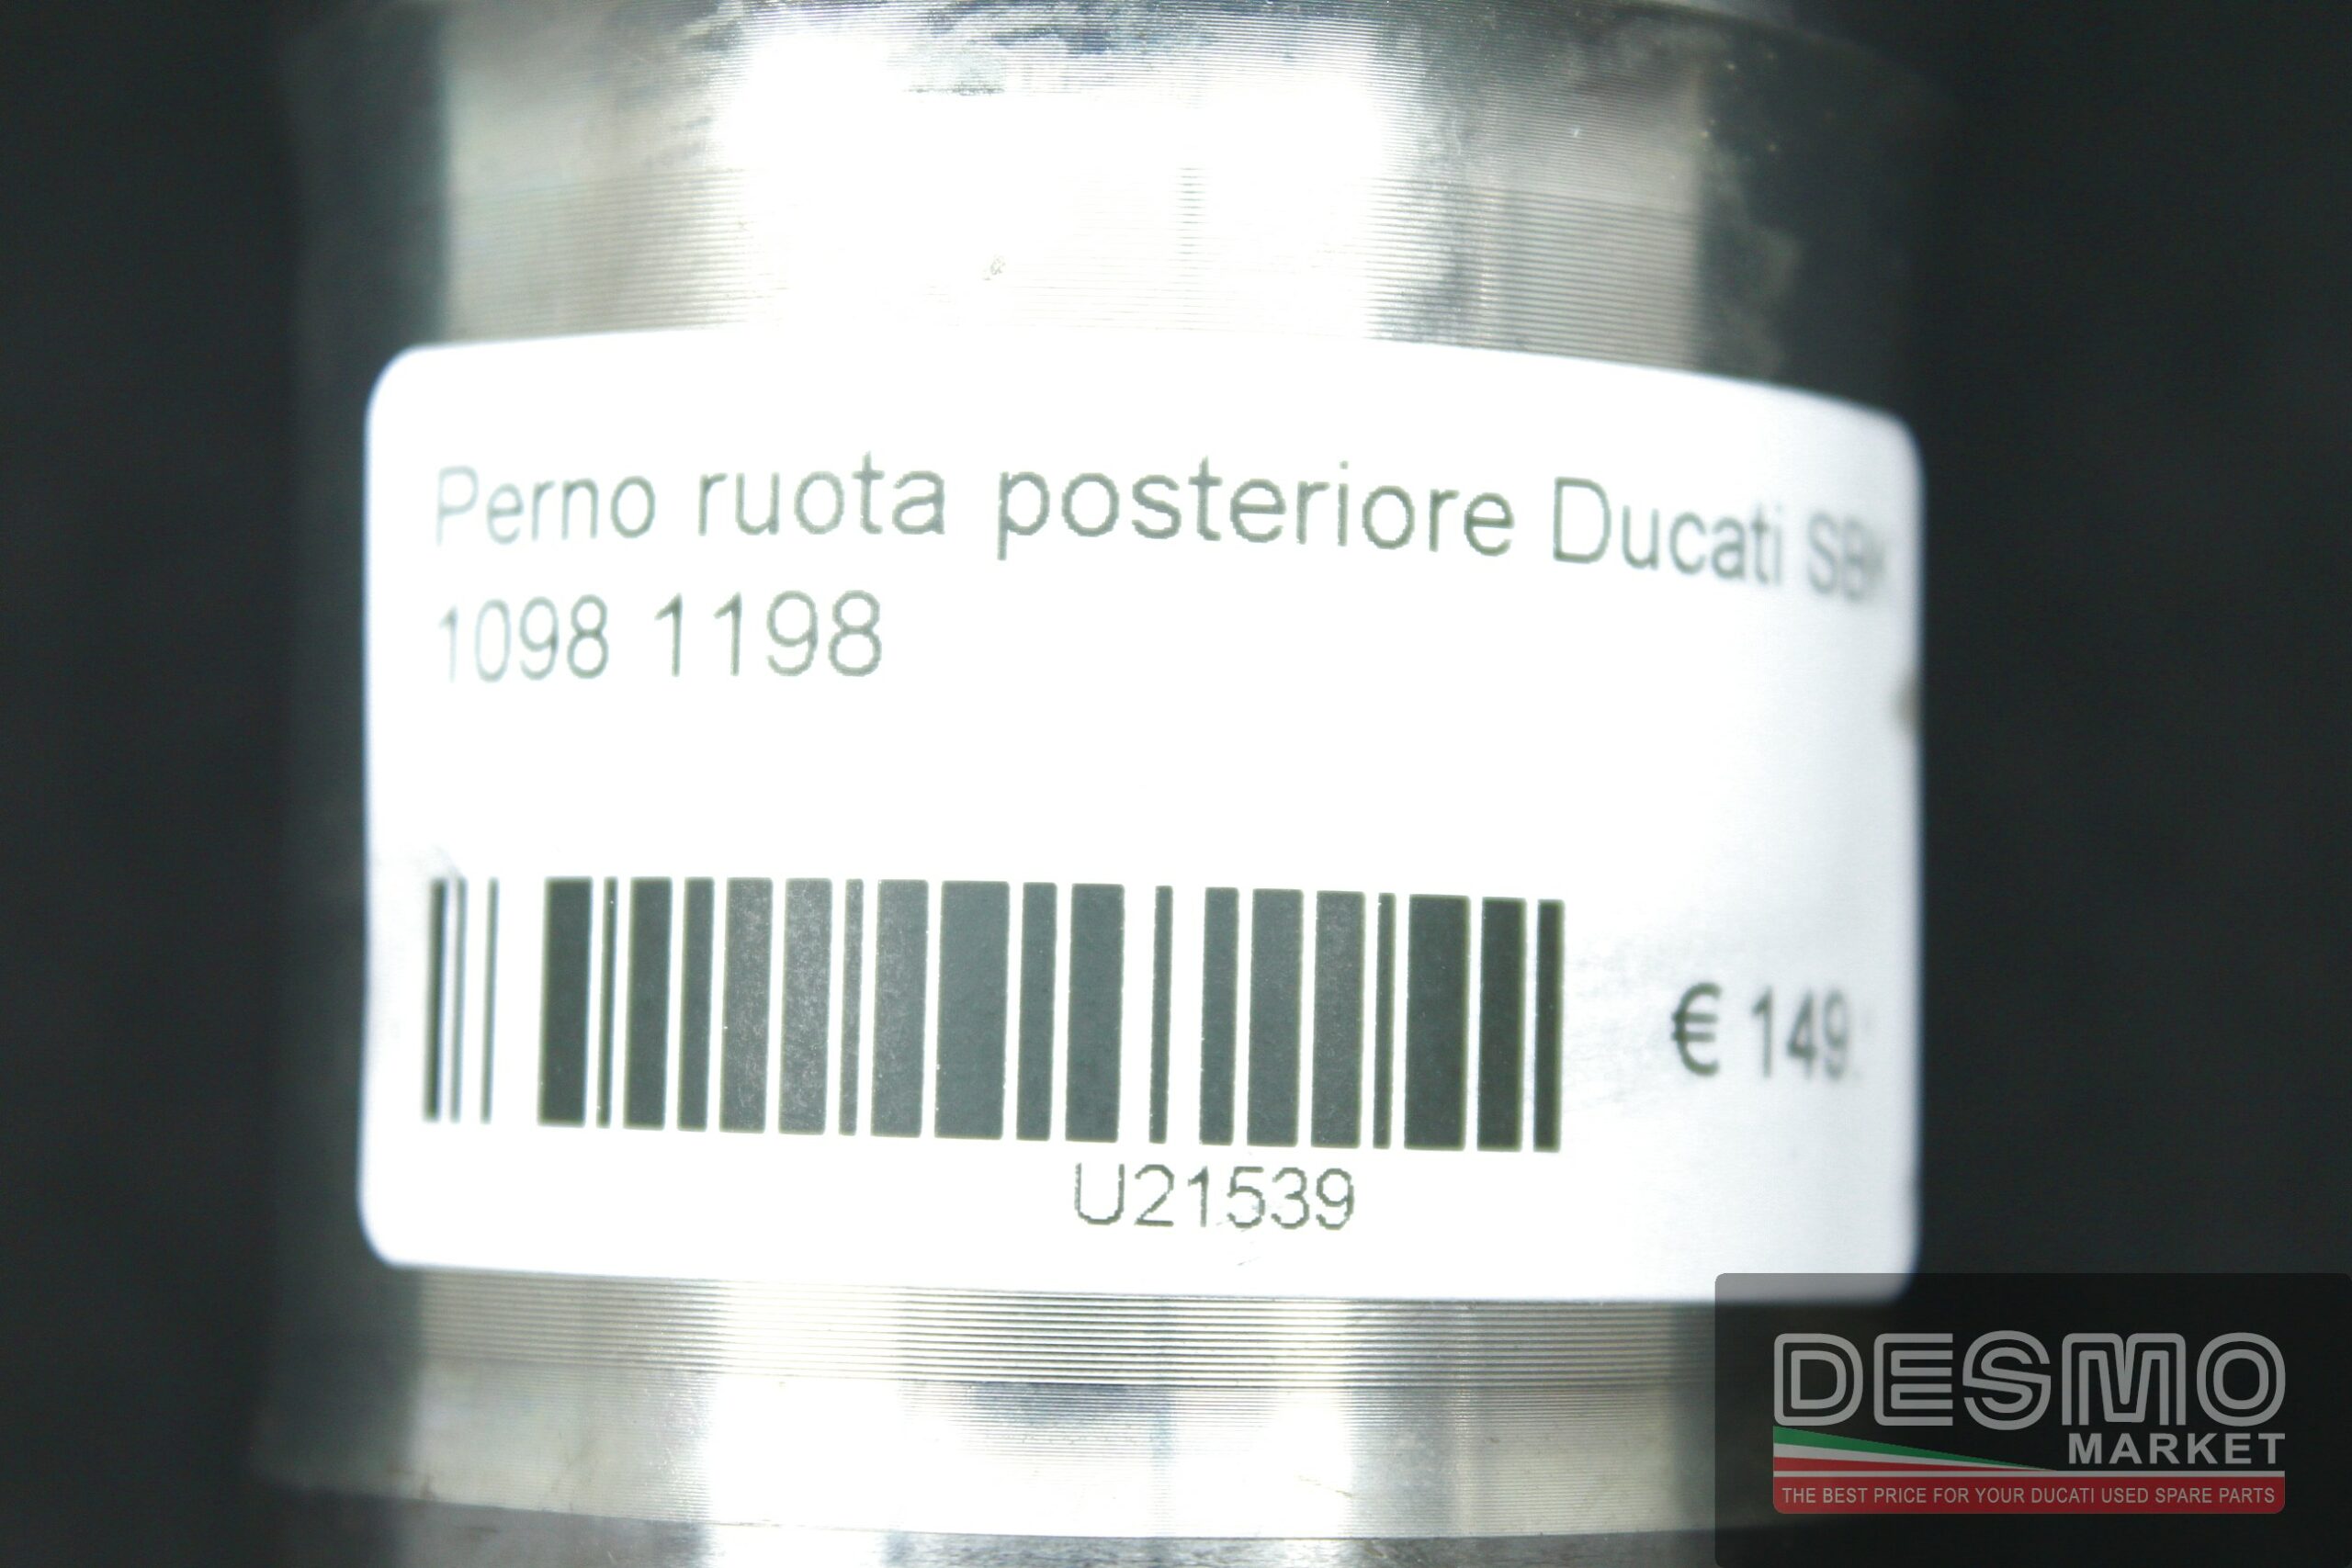 Perno ruota posteriore Ducati
1098 1198
€ 149
U21539
DESMO
MARKET
THE BEST PRICE FOR YOUR DUCATI USED SPARE PARTS